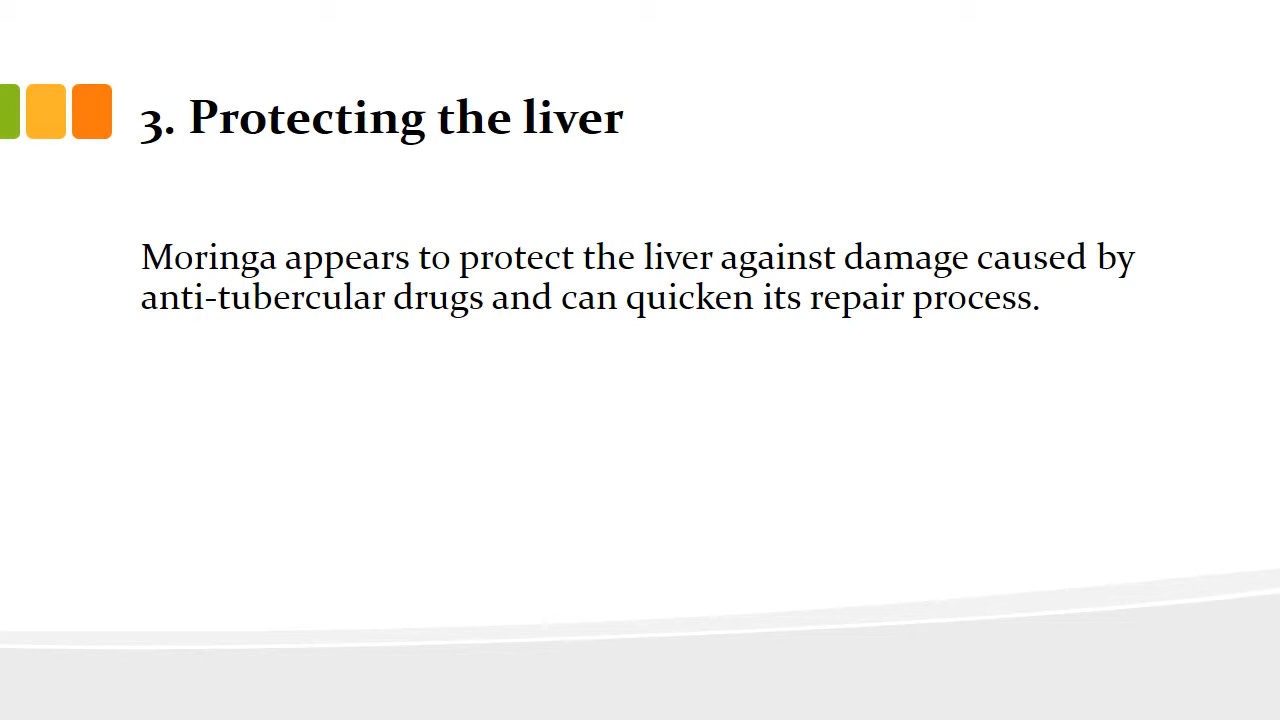 3. Protecting the liver
Moringa appears to protect the liver against damage caused by
anti-tubercular drugs and can quicken its repair process.